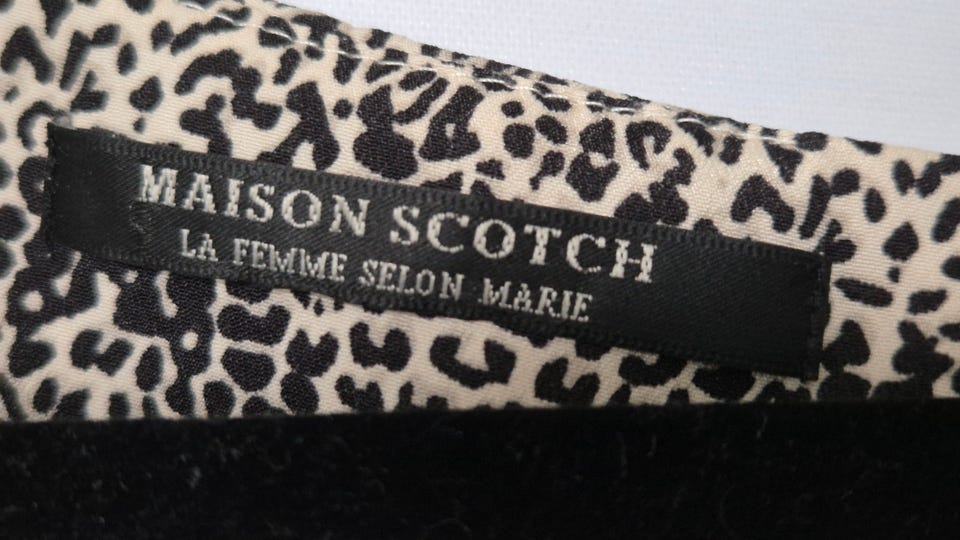 MAISON SCOTCH
LA FEMME SELON MARIE